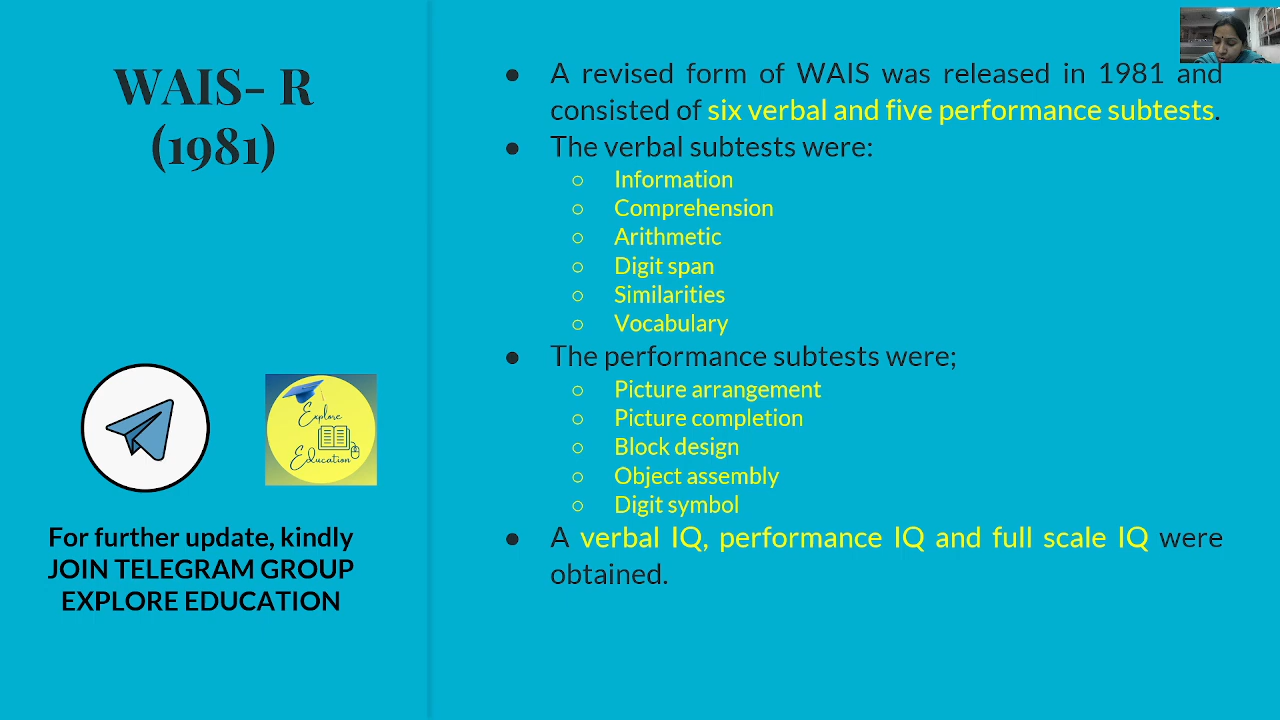 WAIS- R
(1981)
● A revised form of WAIS was released in 1981 and
consisted of six verbal and five performance subtests.
● The verbal subtests were:
○ Information
○ Comprehension
○ Arithmetic
○ Digit span
○ Similarities
○ Vocabulary
● The performance subtests were;
○ Picture arrangement
○ Picture completion
○ Block design
○ Object assembly
○ Digit symbol
● A verbal IQ, performance IQ and full scale IQ were
obtained.
Explore
Education
For further update, kindly
JOIN TELEGRAM GROUP
EXPLORE EDUCATION